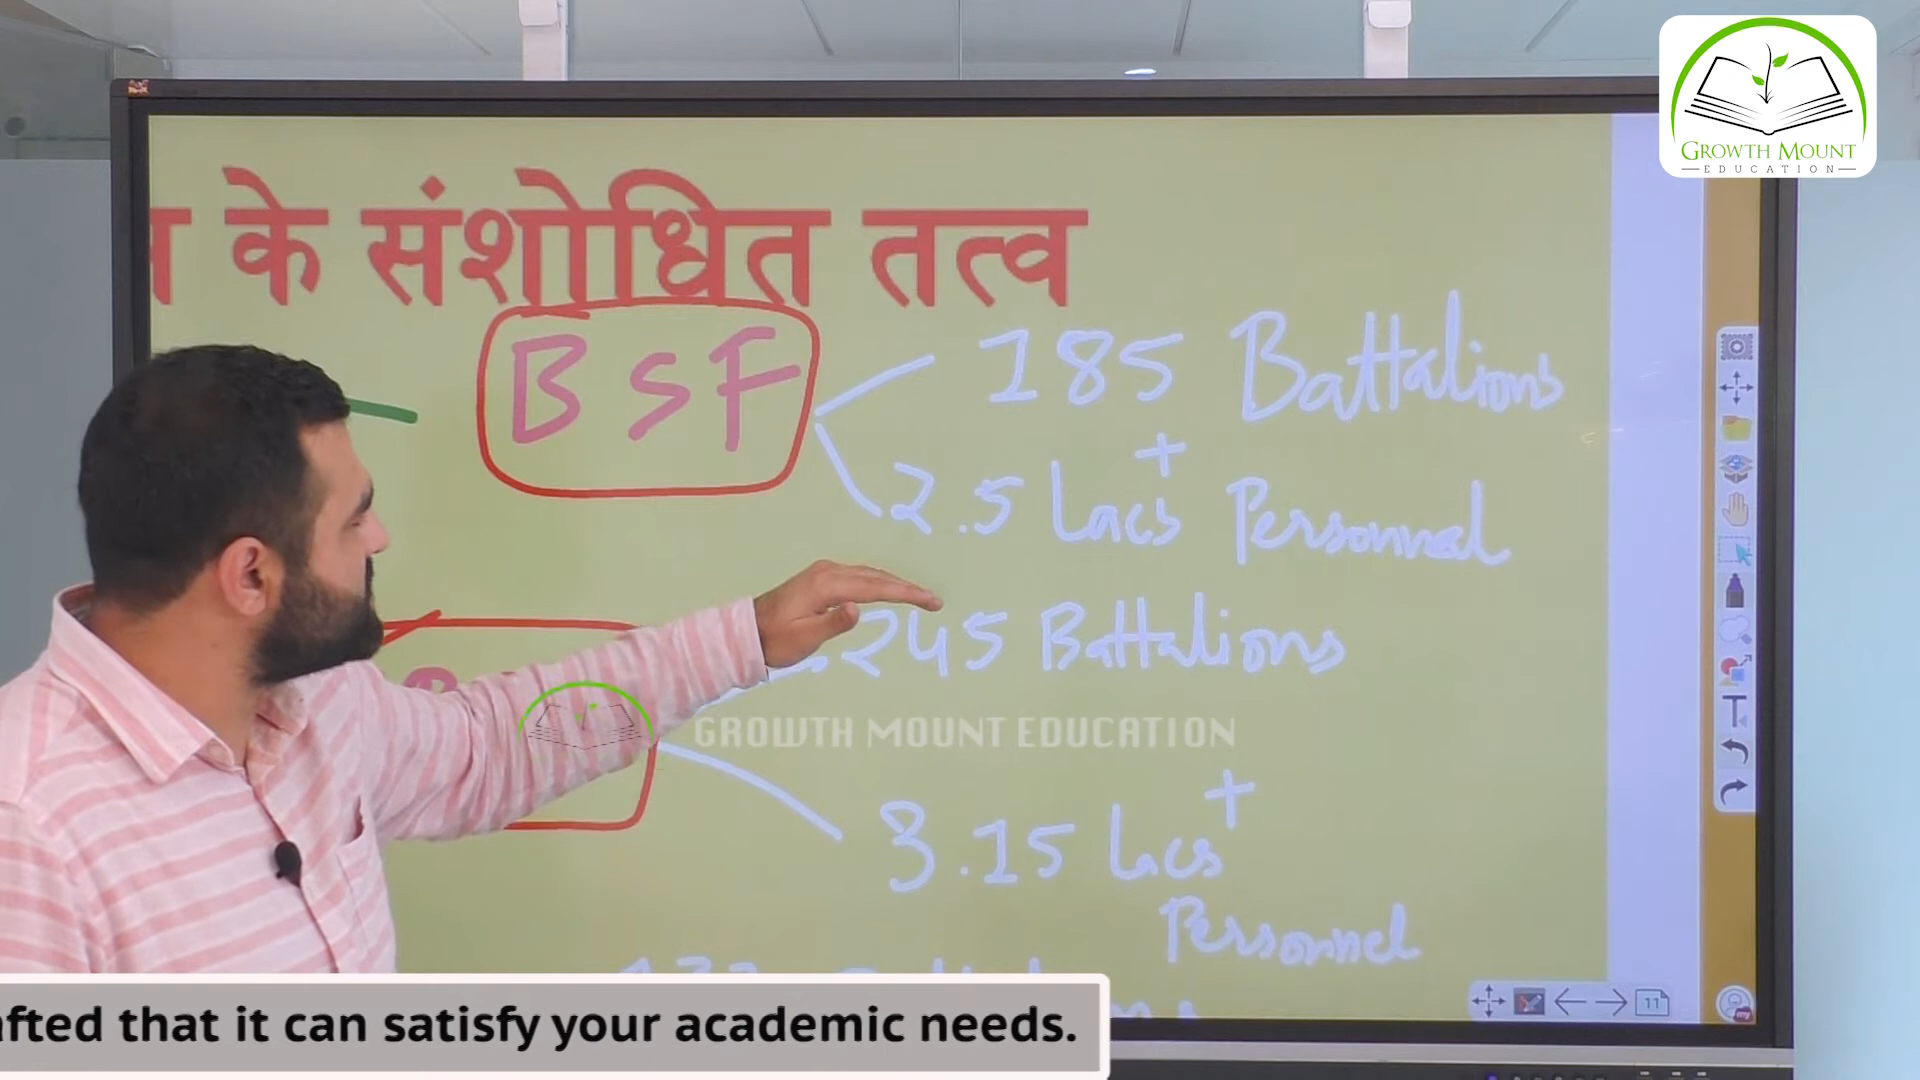 GROWTH MOUNT
EDUCATION
के संशोधित तत्व
BSF
185 Battalions
2.5 Lacs+ Personnel
245 Battalions
GROWTH MOUNT EDUCATION
3.15 Lacs+
Personnel
11
afted that it can satisfy your academic needs.